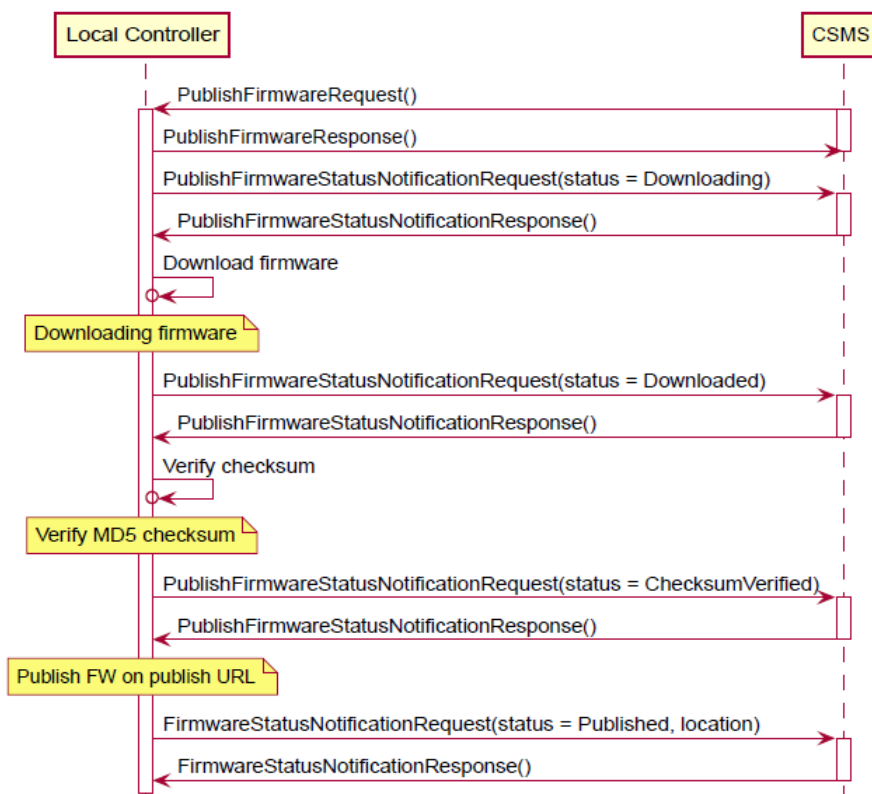 Local Controller
CSMS
PublishFirmwareRequest()
PublishFirmwareResponse()
PublishFirmwareStatusNotificationRequest(status = Downloading)
PublishFirmwareStatusNotificationResponse()
Download firmware
Downloading firmware
PublishFirmwareStatusNotificationRequest(status = Downloaded)
PublishFirmwareStatusNotificationResponse()
Verify checksum
Verify MD5 checksum
PublishFirmwareStatusNotificationRequest(status = ChecksumVerified)
PublishFirmwareStatusNotificationResponse()
Publish FW on publish URL
FirmwareStatusNotificationRequest(status = Published, location)
FirmwareStatusNotificationResponse()